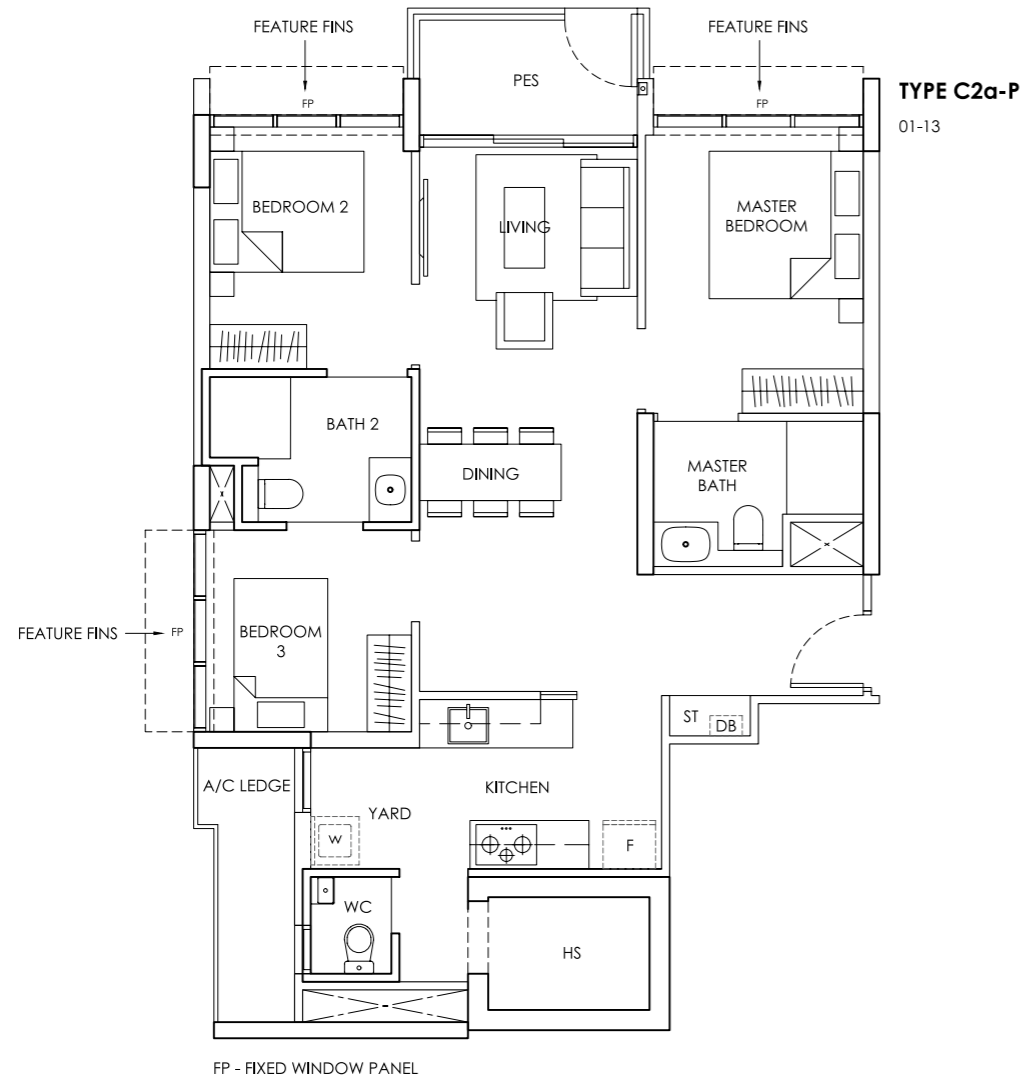 FEATURE FINS
FEATURE FINS
PES
TYPE C2a-P
FP
FP
01-13
BEDROOM 2
LIVING
MASTER
BEDROOM
BATH 2
MASTER
BATH
DINING
FEATURE FINS
FP
BEDROOM
3
ST
DB
A/C LEDGE
KITCHEN
YARD
W
F
WC
HS
FP - FIXED WINDOW PANEL